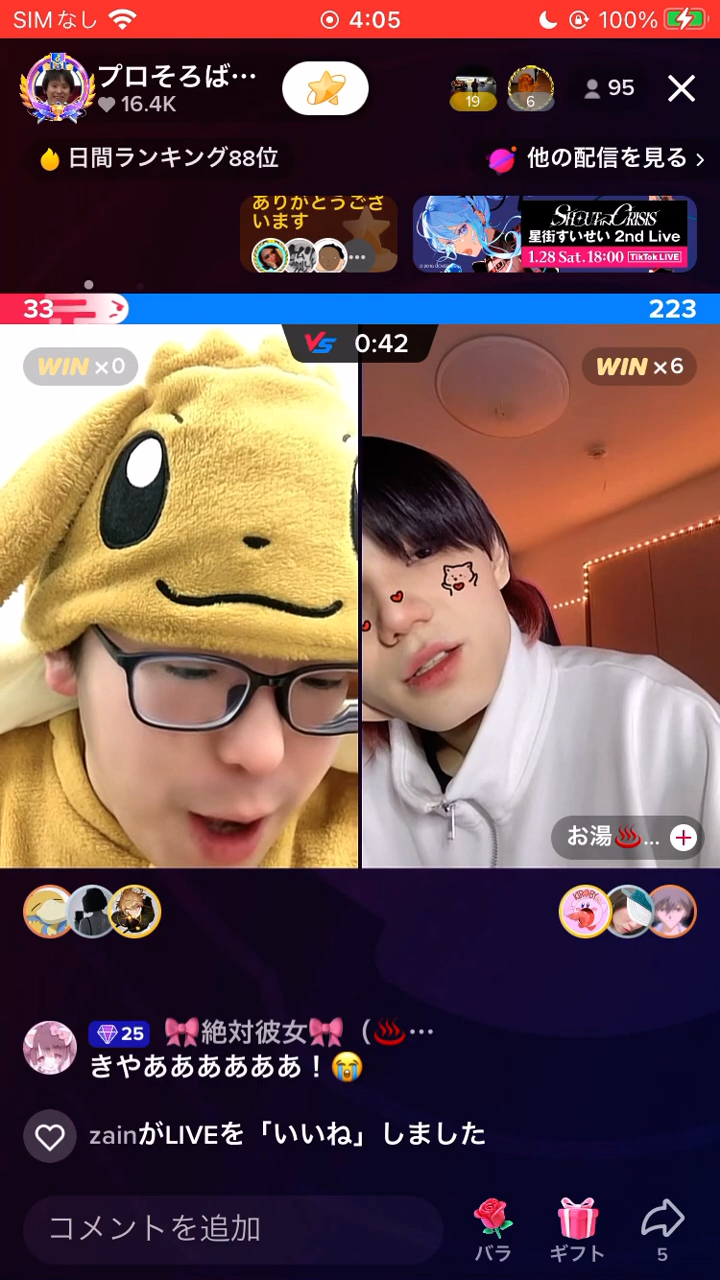 SIMなし 4:05 100%
プロそろば…
16.4K
19 6 95
日間ランキング88位
他の配信を見る
ありがとうござ
います
SHOUT in CRISIS
星街すいせい 2nd Live
1.28 Sat.18:00 TikTok LIVE
33 223
VS 0:42
WIN ×0
WIN ×6
お湯♨️…
KIRBY
25 🎀絶対彼女🎀（♨️…
きやああああああ！😭
zainがLIVEを「いいね」しました
コメントを追加
バラ ギフト 5